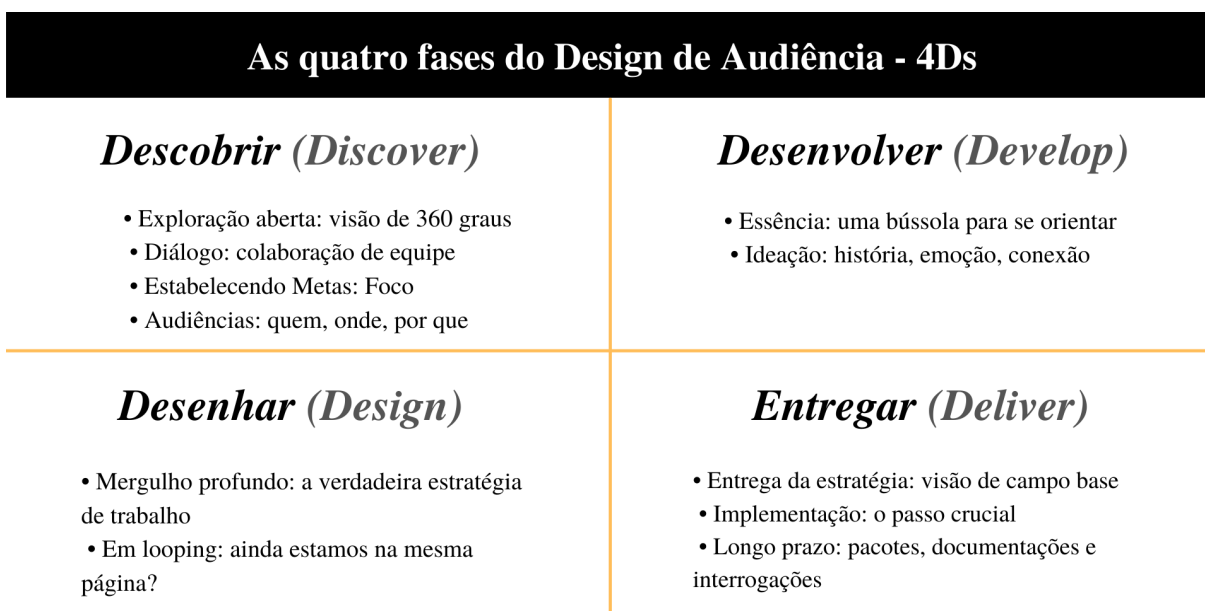 As quatro fases do Design de Audiência - 4Ds
Descobrir (Discover)
• Exploração aberta: visão de 360 graus
• Diálogo: colaboração de equipe
• Estabelecendo Metas: Foco
• Audiências: quem, onde, por que
Desenvolver (Develop)
• Essência: uma bússola para se orientar
• Ideação: história, emoção, conexão
Desenhar (Design)
• Mergulho profundo: a verdadeira estratégia
de trabalho
• Em looping: ainda estamos na mesma
página?
Entregar (Deliver)
• Entrega da estratégia: visão de campo base
• Implementação: o passo crucial
• Longo prazo: pacotes, documentações e
interrogações